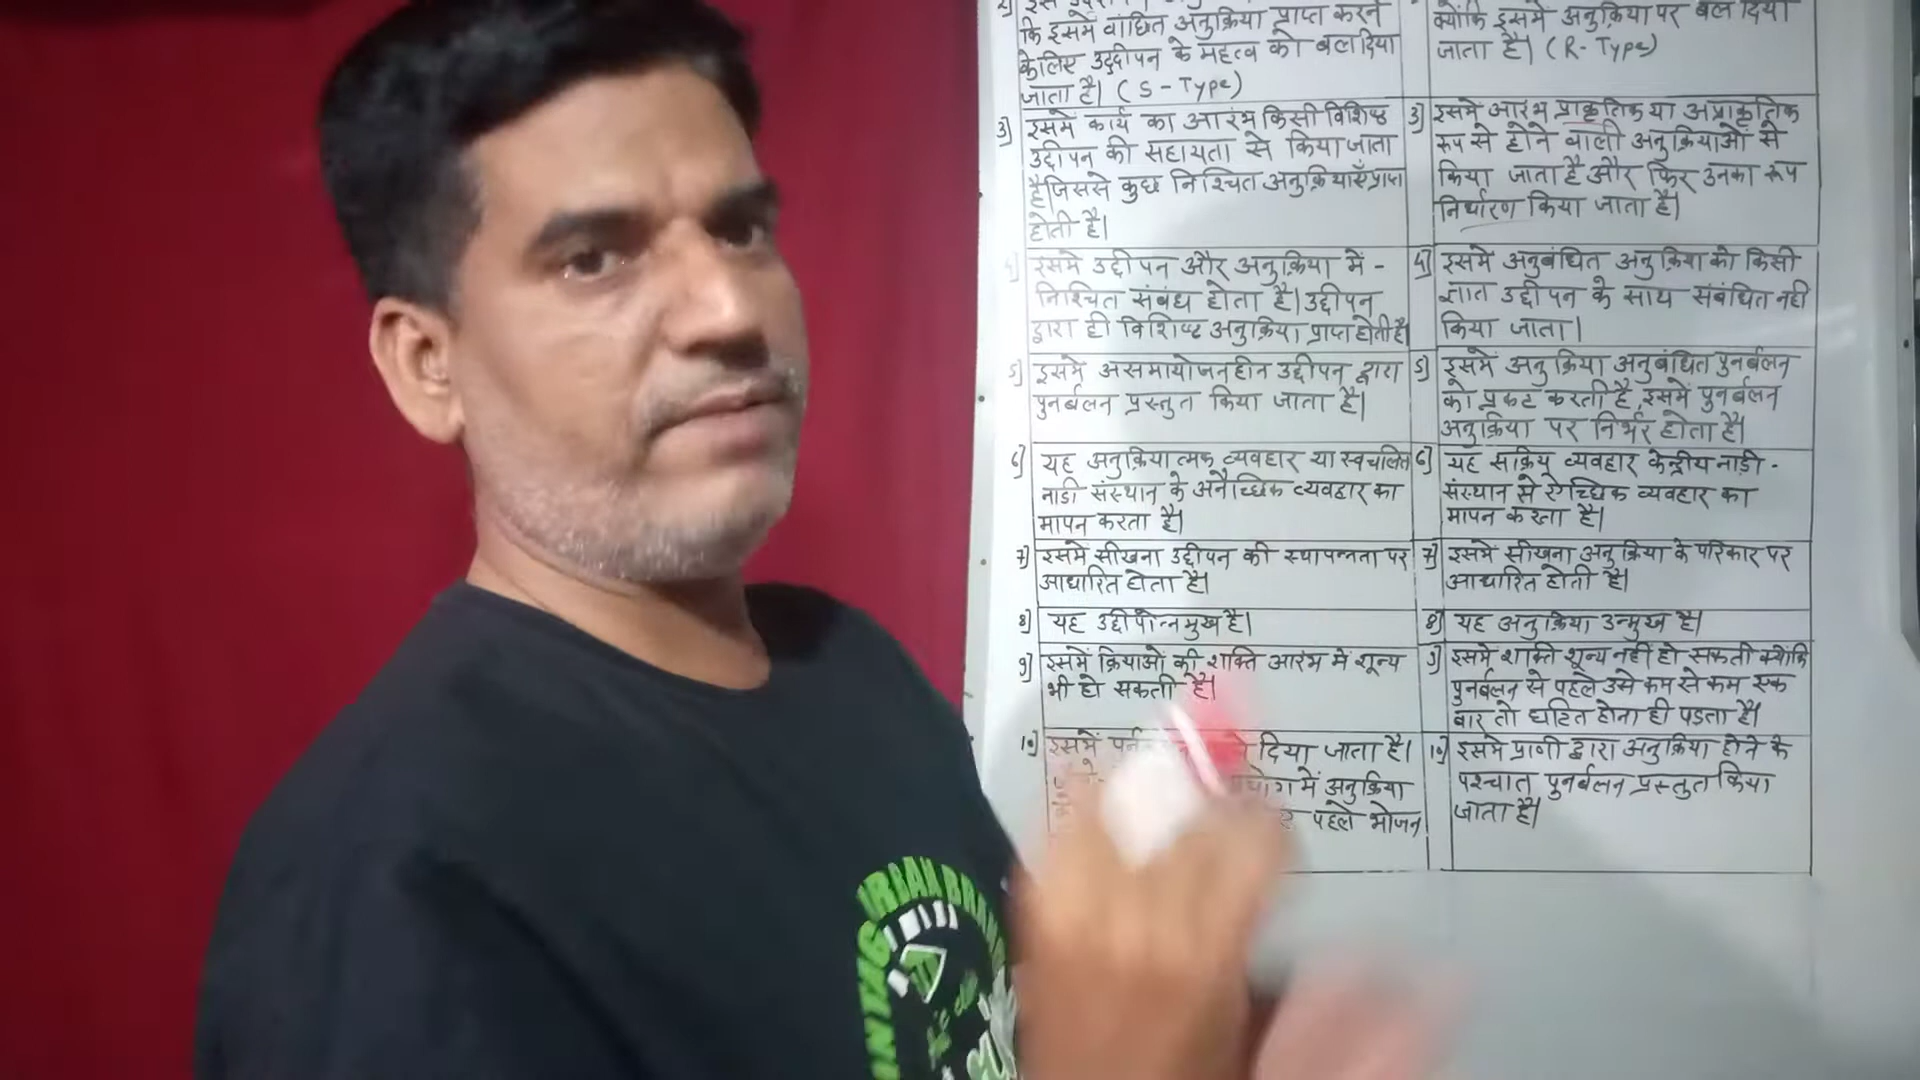 कि इसमें वांछित अनुक्रिया प्राप्त करने
के लिए उद्दीपन के महत्व को बल दिया
जाता है। (S - Type)
3] इसमें कार्य का आरंभ किसी विशिष्ठ
उद्दीपन की सहायता से किया जाता
है जिससे कुछ निश्चित अनुक्रियाएँ प्राप्त
होती है।
4] इसमें उद्दीपन और अनुक्रिया में -
निश्चित संबंध होता है। उद्दीपन
द्वारा ही विशिष्ट अनुक्रिया प्राप्त होती है
5] इसमें असमायोजनहीन उद्दीपन द्वारा
पुनर्बलन प्रस्तुत किया जाता है।
6] यह अनुक्रियात्मक व्यवहार या स्वचलित
नाडी संस्थान के अनैच्छिक व्यवहार का
मापन करता है।
7] इसमें सीखना उद्दीपन की स्थापन्नता पर
आधारित होता है।
8] यह उद्दीपोन्नमुख है।
9] इसमें क्रियाओं की शक्ति आरंभ में शून्य
भी हो सकती है।
10] इसमें दिया जाता है।
में अनुक्रिया
पहले भोजन
क्योंकि इसमें अनुक्रिया पर बल दिया
जाता है। (R- Type)
3] इसमें आरंभ प्राकृतिक या अप्राकृतिक
रूप से होने वाली अनुक्रियाओं से
किया जाता है और फिर उनका रूप
निर्धारण किया जाता है।
4] इसमें अनुबंधित अनुक्रिया को किसी
ज्ञात उद्दीपन के साथ संबंधित नही
किया जाता।
5] इसमें अनुक्रिया अनुबंधित पुनर्बलन
को प्रकट करती है, इसमें पुनर्बलन
अनुक्रिया पर निर्भर होता है।
6] यह सक्रिय व्यवहार केन्द्रीय नाड़ी -
संस्थान से ऐच्छिक व्यवहार का
मापन करता है।
7] इसमें सीखना अनुक्रिया के परिकार पर
आधारित होती है।
8] यह अनुक्रिया उन्मुख है।
9] इसमें शक्ति शून्य नहीं हो सकती क्योंकि
पुनर्बलन से पहले उसे कम से कम एक
बार तो घटित होना ही पडता है।
10] इसमें प्राणी द्वारा अनुक्रिया होने के
पश्चात पुनर्बलन प्रस्तुत किया
जाता है।
URBAN